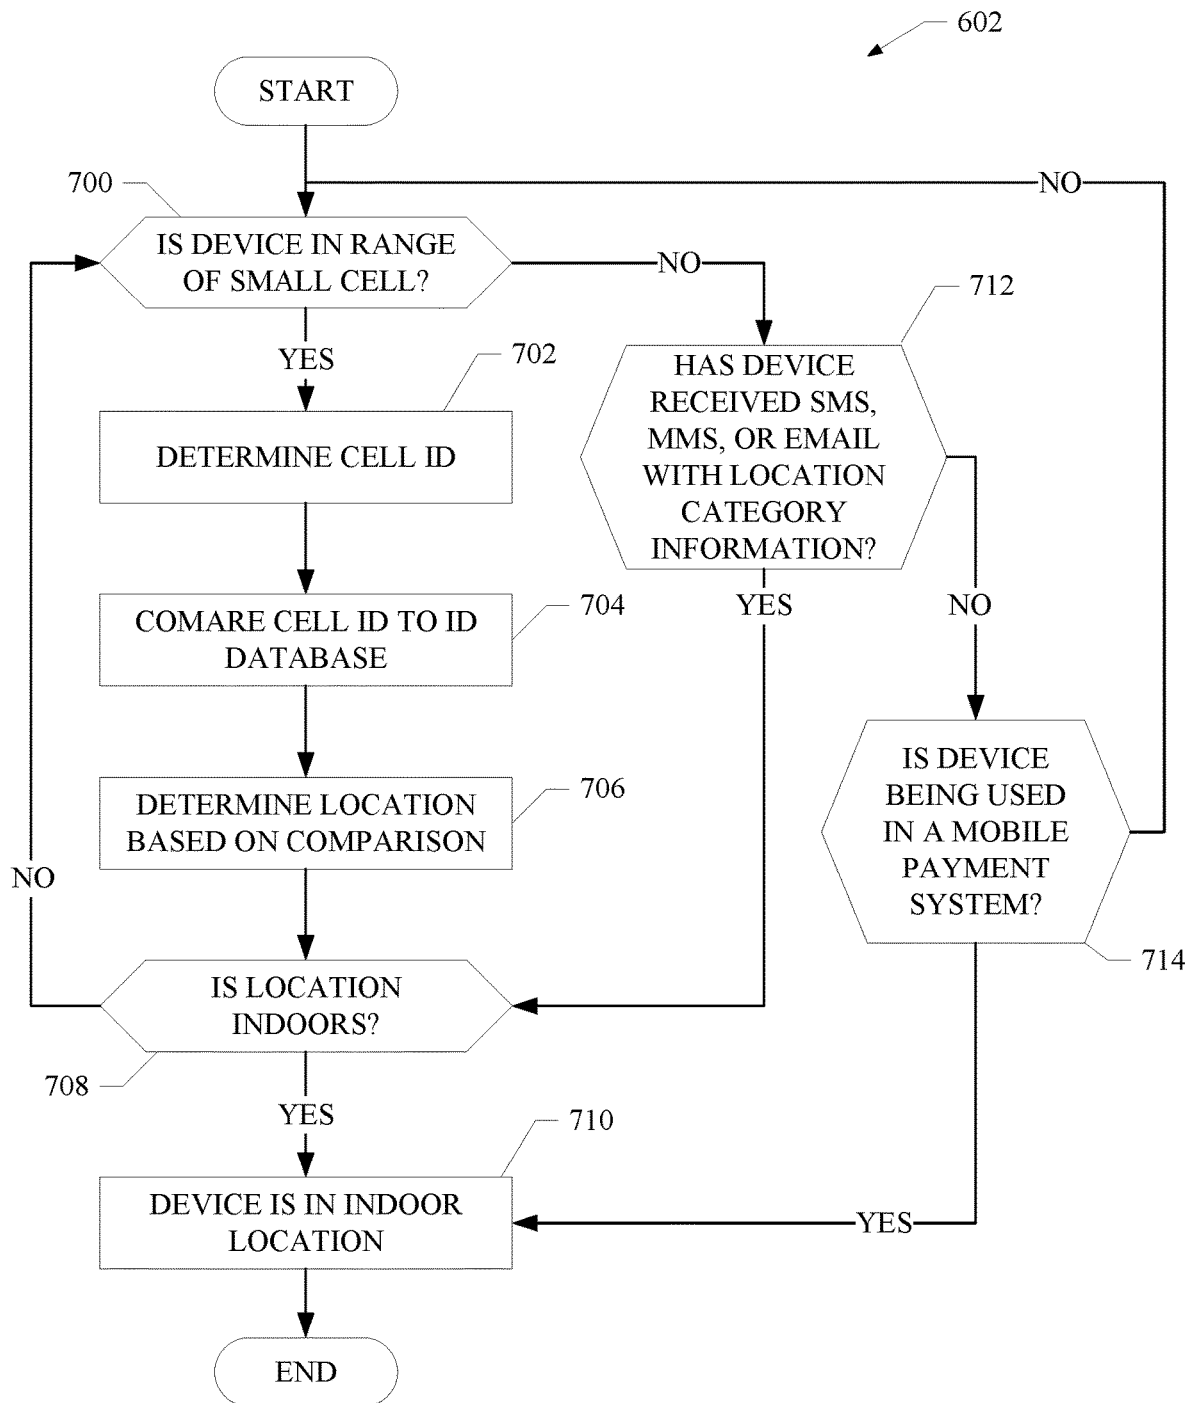 602
START
NO
700
IS DEVICE IN RANGE
OF SMALL CELL?
NO
712
YES
702
HAS DEVICE
RECEIVED SMS,
MMS, OR EMAIL
WITH LOCATION
CATEGORY
INFORMATION?
DETERMINE CELL ID
704
YES
NO
COMARE CELL ID TO ID
DATABASE
IS DEVICE
BEING USED
IN A MOBILE
PAYMENT
SYSTEM?
706
DETERMINE LOCATION
BASED ON COMPARISON
NO
714
IS LOCATION
INDOORS?
708
YES
710
DEVICE IS IN INDOOR
LOCATION
YES
END